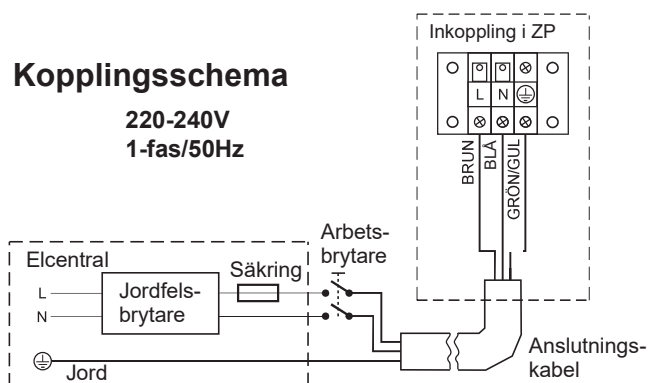 Kopplingsschema
220-240V
1-fas/50Hz
Inkoppling i ZP
L N
BRUN
BLÅ
GRÖN/GUL
Arbets-
brytare
Elcentral
Säkring
L
Jordfels-
brytare
N
Jord
Anslutnings-
kabel